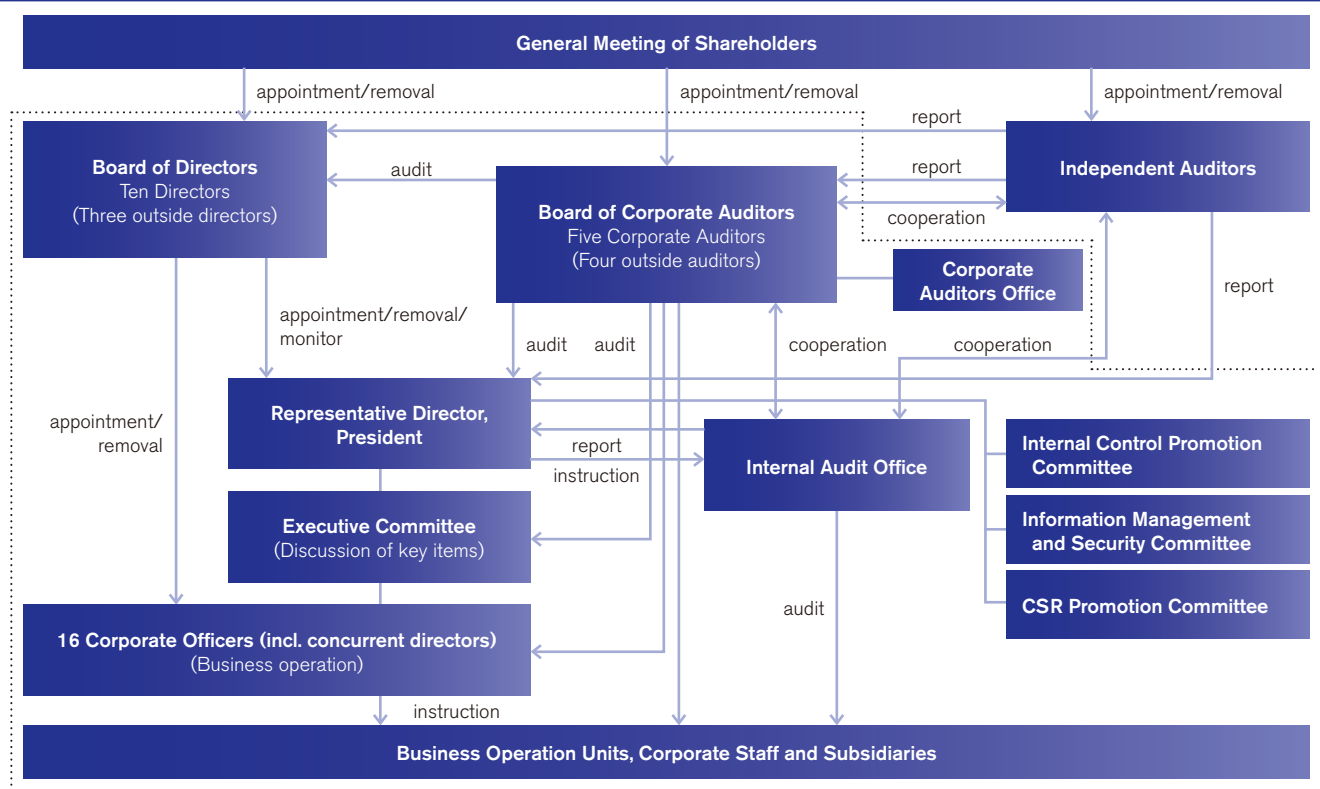 General Meeting of Shareholders
appointment/removal
appointment/removal
appointment/removal
report
Board of Directors
Ten Directors
(Three outside directors)
audit
Board of Corporate Auditors
Five Corporate Auditors
(Four outside auditors)
report
cooperation
Independent Auditors
Corporate
Auditors Office
report
appointment/removal/
monitor
audit
audit
cooperation
cooperation
appointment/
removal
Representative Director,
President
report
instruction
Internal Audit Office
Internal Control Promotion
Committee
Executive Committee
(Discussion of key items)
Information Management
and Security Committee
audit
CSR Promotion Committee
16 Corporate Officers (incl. concurrent directors)
(Business operation)
instruction
Business Operation Units, Corporate Staff and Subsidiaries